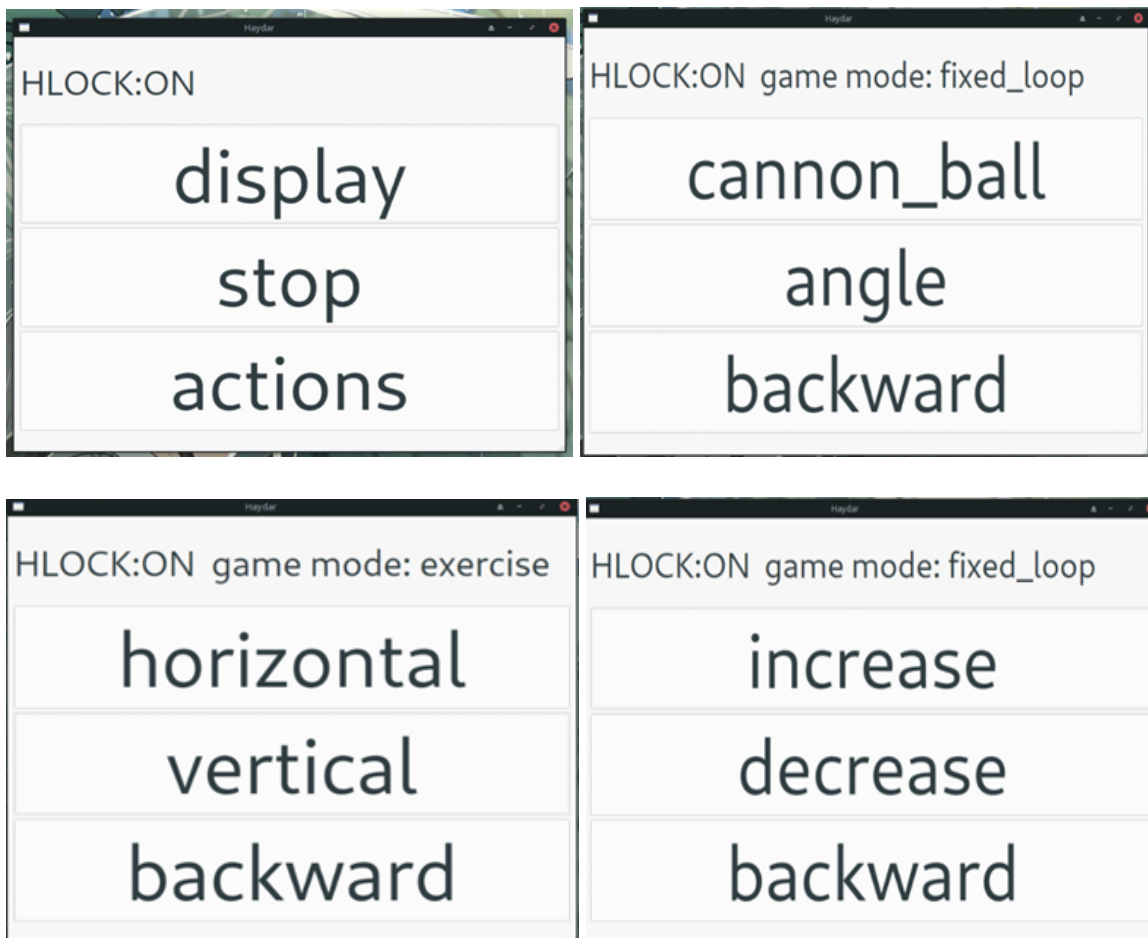 Haydar
HLOCK:ON
display
stop
actions
Haydar
HLOCK:ON game mode: fixed_loop
cannon_ball
angle
backward
Haydar
HLOCK:ON game mode: exercise
horizontal
vertical
backward
Haydar
HLOCK:ON game mode: fixed_loop
increase
decrease
backward